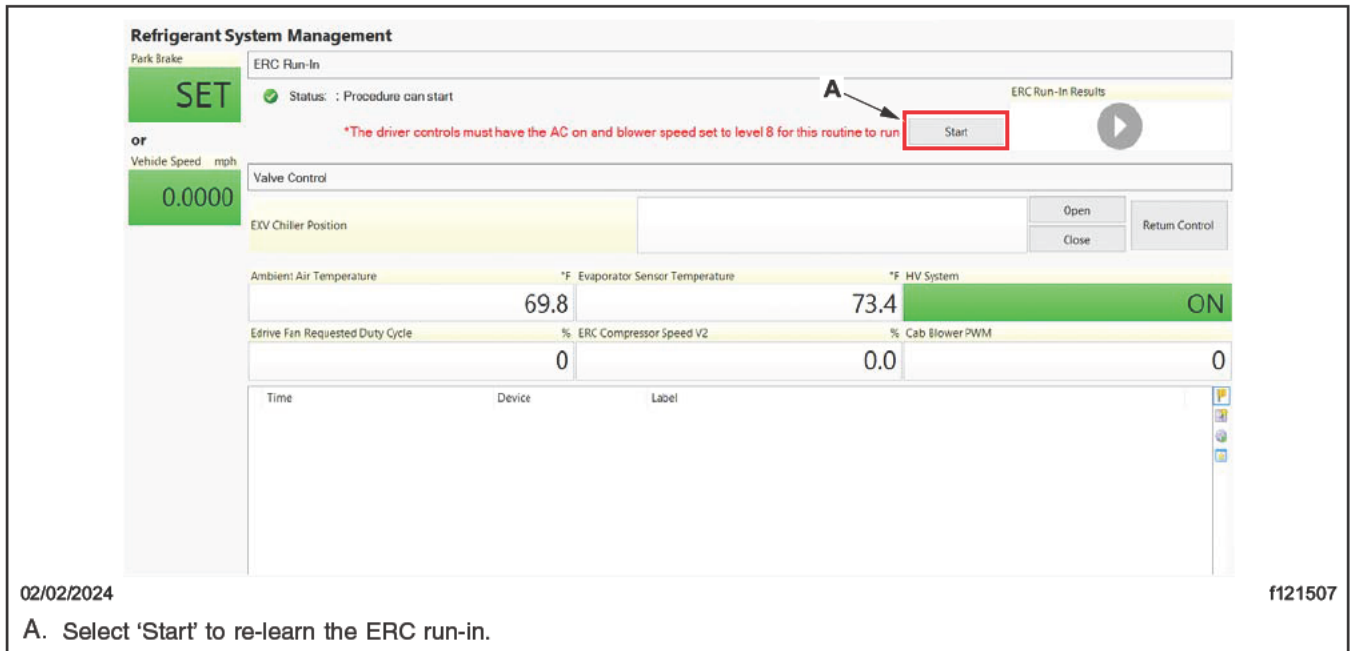 Refrigerant System Management
Park Brake
SET
or
Vehicle Speed mph
0.0000
ERC Run-In
Status: : Procedure can start
*The driver controls must have the AC on and blower speed set to level 8 for this routine to run
A
Start
ERC Run-In Results
Valve Control
EXV Chiller Position
Open
Close
Return Control
Ambient Air Temperature °F Evaporator Sensor Temperature °F HV System
69.8 73.4 ON
Edrive Fan Requested Duty Cycle % ERC Compressor Speed V2 % Cab Blower PWM
0 0.0 0
Time Device Label
02/02/2024 f121507
A. Select ‘Start’ to re-learn the ERC run-in.